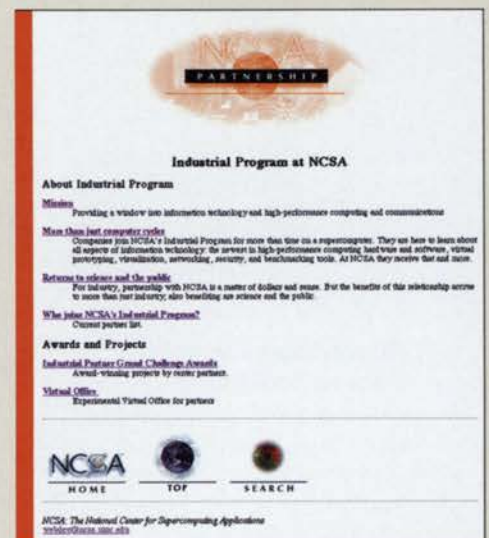 NCSA
PARTNERSHIP
Industrial Program at NCSA
About Industrial Program
Mission
Providing a window into information technology and high-performance computing and communications
More than just computer cycles
Companies join NCSA's Industrial Program for more than time on a supercomputer. They are here to learn about
all aspects of information technology: the newest in high-performance computing hardware and software, virtual
prototyping, visualization, networking, security, and benchmarking tools. At NCSA they receive that and more.
Returns to science and the public
For industry, partnership with NCSA is a matter of dollars and sense. But the benefits of this relationship accrue
to more than just industry; also benefiting are science and the public.
Who joins NCSA's Industrial Program?
Current partner list.
Awards and Projects
Industrial Partner Grand Challenge Awards
Award-winning projects by center partners.
Virtual Office
Experimental Virtual Office for partners
NCSA
HOME TOP SEARCH
NCSA: The National Center for Supercomputing Applications
webdev@ncsa.uiuc.edu